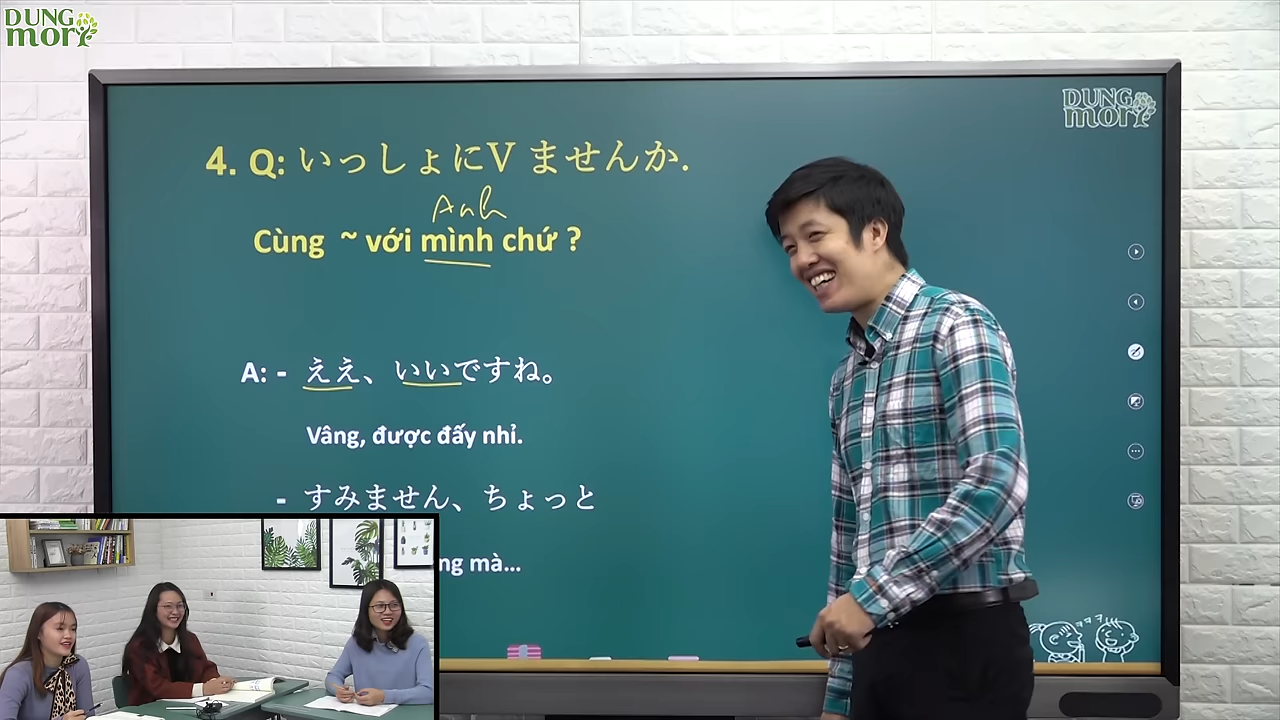 DUNG
mori
DUNG
mori
4. Q: いっしょにV ませんか.
Anh
Cùng ~ với mình chứ ?
A: - ええ、いいですね。
Vâng, được đấy nhỉ.
- すみません、ちょっと
mà...